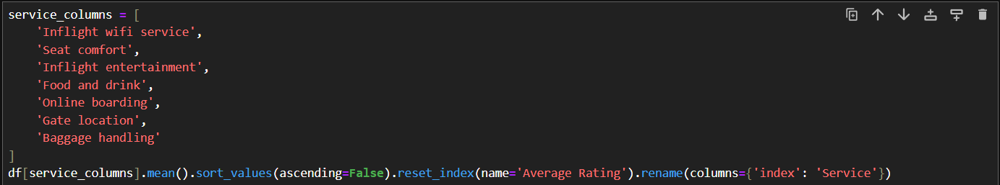 service_columns = [
    'Inflight wifi service',
    'Seat comfort',
    'Inflight entertainment',
    'Food and drink',
    'Online boarding',
    'Gate location',
    'Baggage handling'
]
df[service_columns].mean().sort_values(ascending=False).reset_index(name='Average Rating').rename(columns={'index': 'Service'})